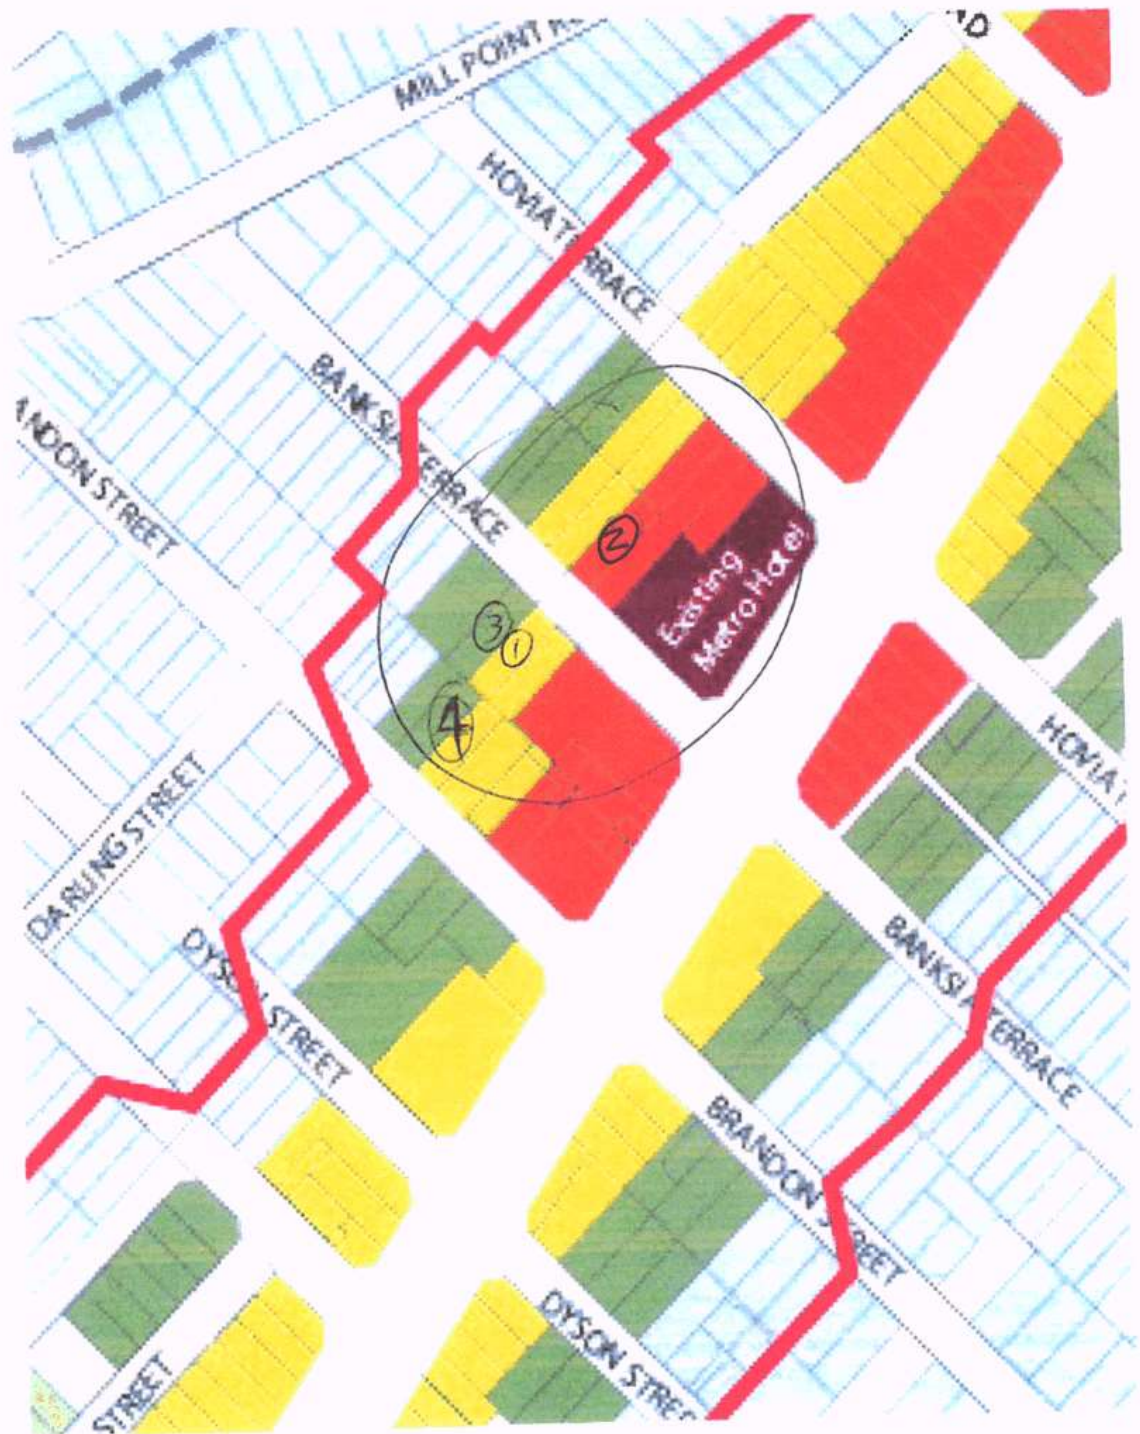 MILL POINT
HOVIA TERRACE
BANKSIA TERRACE
ANDON STREET
2
Existing
Metro Hotel
3
1
4
HOVIA T
DARLING STREET
DYSON STREET
BANKSIA TERRACE
BRANDON STREET
DYSON STREE
STREET